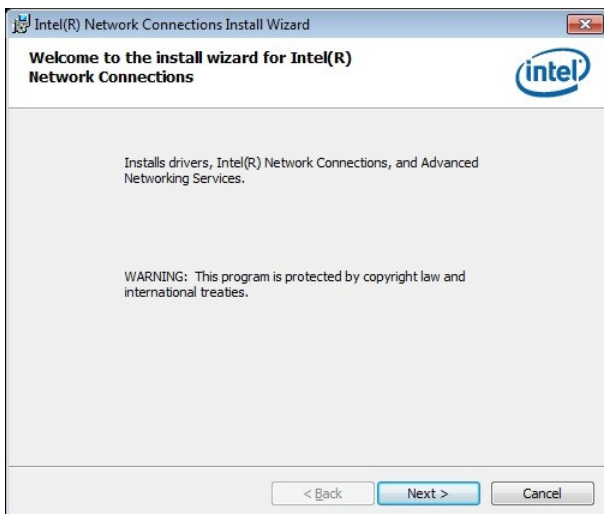 Intel(R) Network Connections Install Wizard
Welcome to the install wizard for Intel(R)
Network Connections
intel
Installs drivers, Intel(R) Network Connections, and Advanced
Networking Services.
WARNING:  This program is protected by copyright law and
international treaties.
< Back
Next >
Cancel